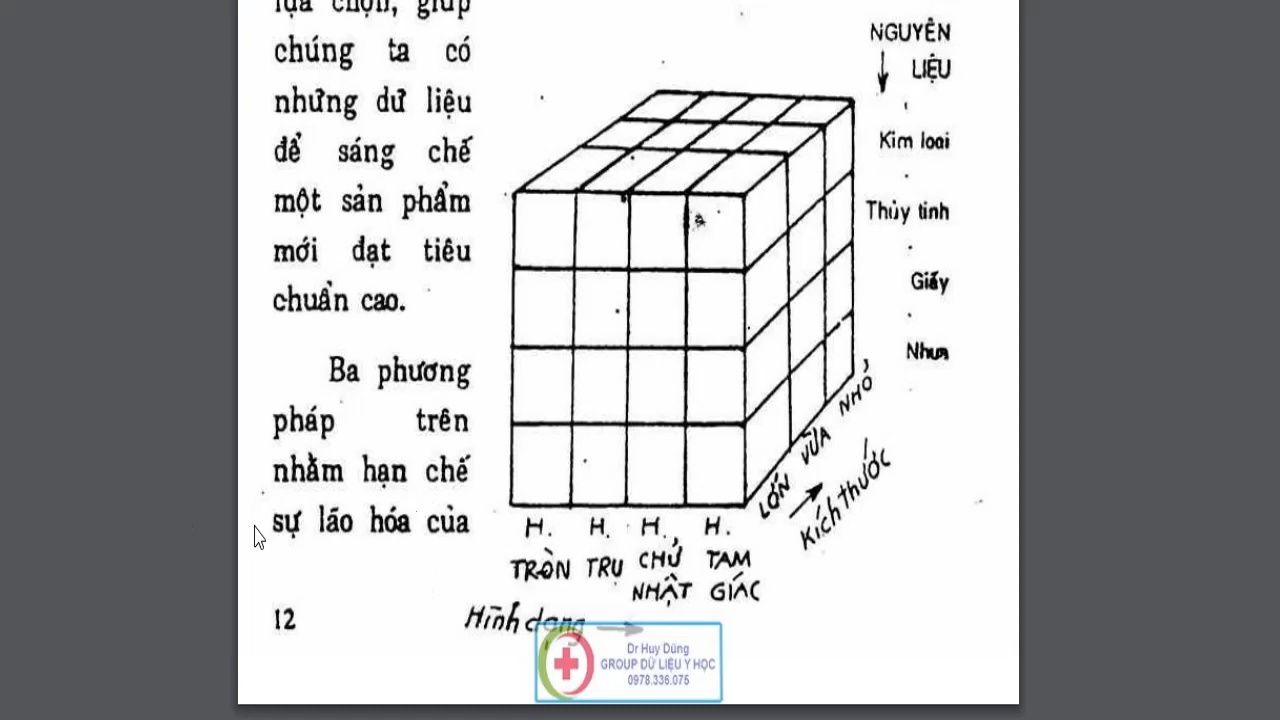 lựa chọn, giúp
chúng ta có
những dữ liệu
để sáng chế
một sản phẩm
mới đạt tiêu
chuẩn cao.
Ba phương
pháp trên
nhằm hạn chế
sự lão hóa của
12
NGUYÊN
LIỆU
Kim loại
Thủy tinh
Giấy
Nhựa
NHỎ
VỪA
LỚN
Kích thước
H. H. H. H.
TRÒN TRỤ CHỮ TAM
NHẬT GIÁC
Hình dạng
Dr Huy Dũng
GROUP DỮ LIỆU Y HỌC
0978.336.075